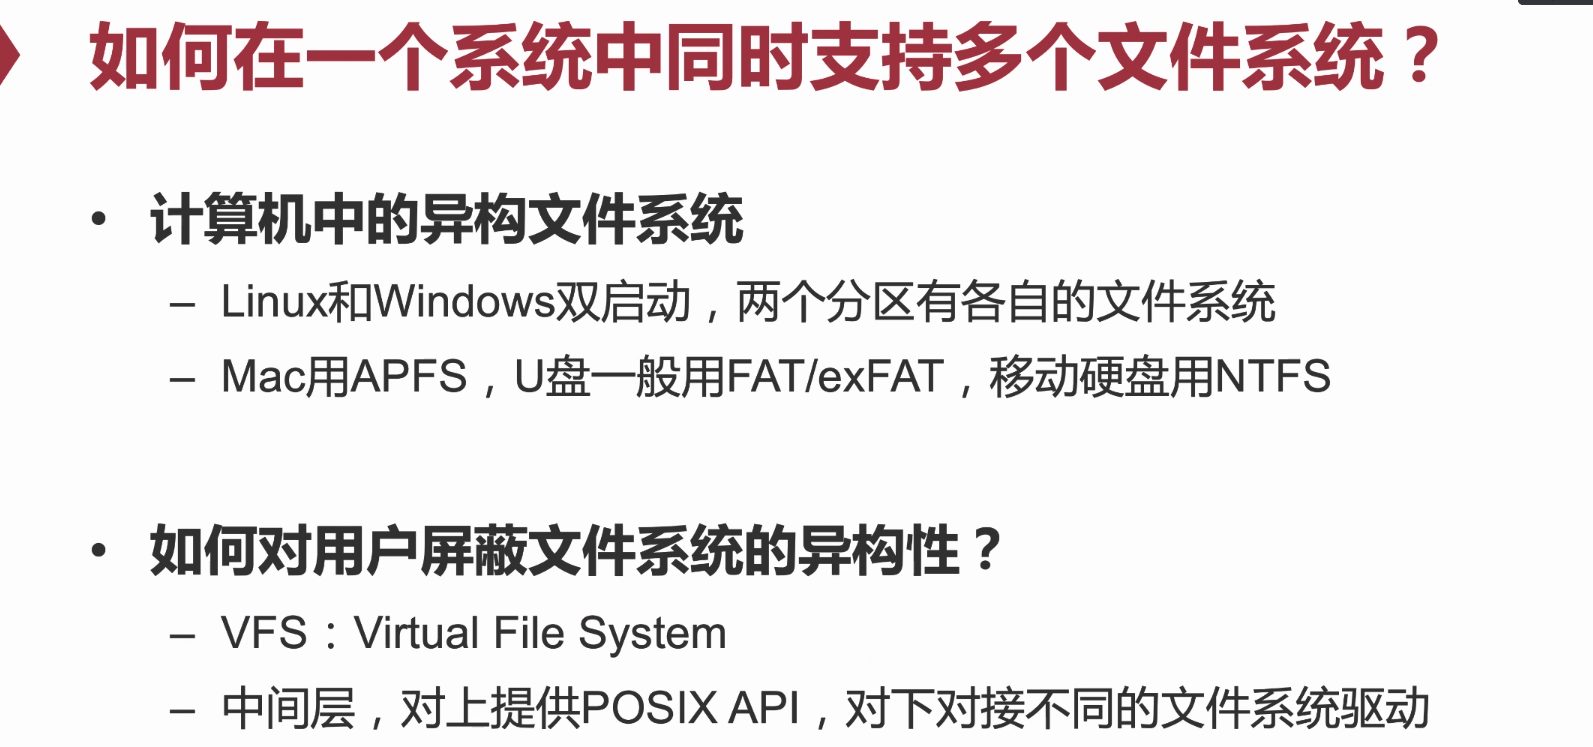 如何在一个系统中同时支持多个文件系统？
• 计算机中的异构文件系统
– Linux和Windows双启动，两个分区有各自的文件系统
– Mac用APFS，U盘一般用FAT/exFAT，移动硬盘用NTFS
• 如何对用户屏蔽文件系统的异构性？
– VFS：Virtual File System
– 中间层，对上提供POSIX API，对下对接不同的文件系统驱动